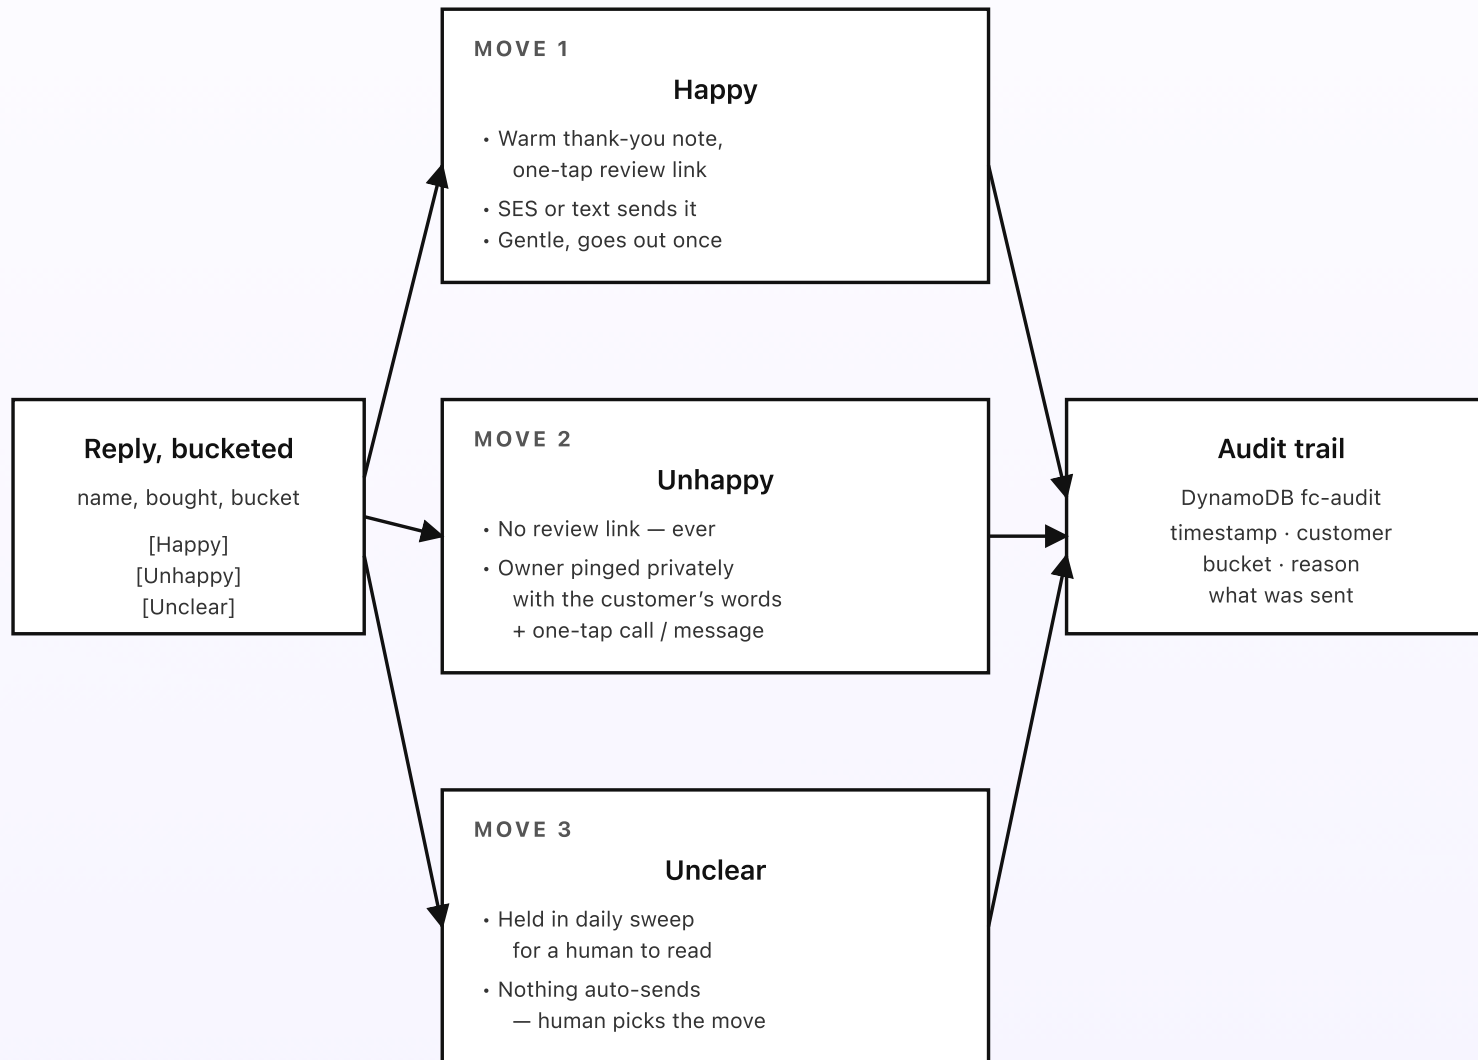 MOVE 1
Happy
• Warm thank-you note,
one-tap review link
• SES or text sends it
• Gentle, goes out once
Reply, bucketed
name, bought, bucket
[Happy]
[Unhappy]
[Unclear]
MOVE 2
Unhappy
• No review link — ever
• Owner pinged privately
with the customer’s words
+ one-tap call / message
Audit trail
DynamoDB fc-audit
timestamp · customer
bucket · reason
what was sent
MOVE 3
Unclear
• Held in daily sweep
for a human to read
• Nothing auto-sends
— human picks the move